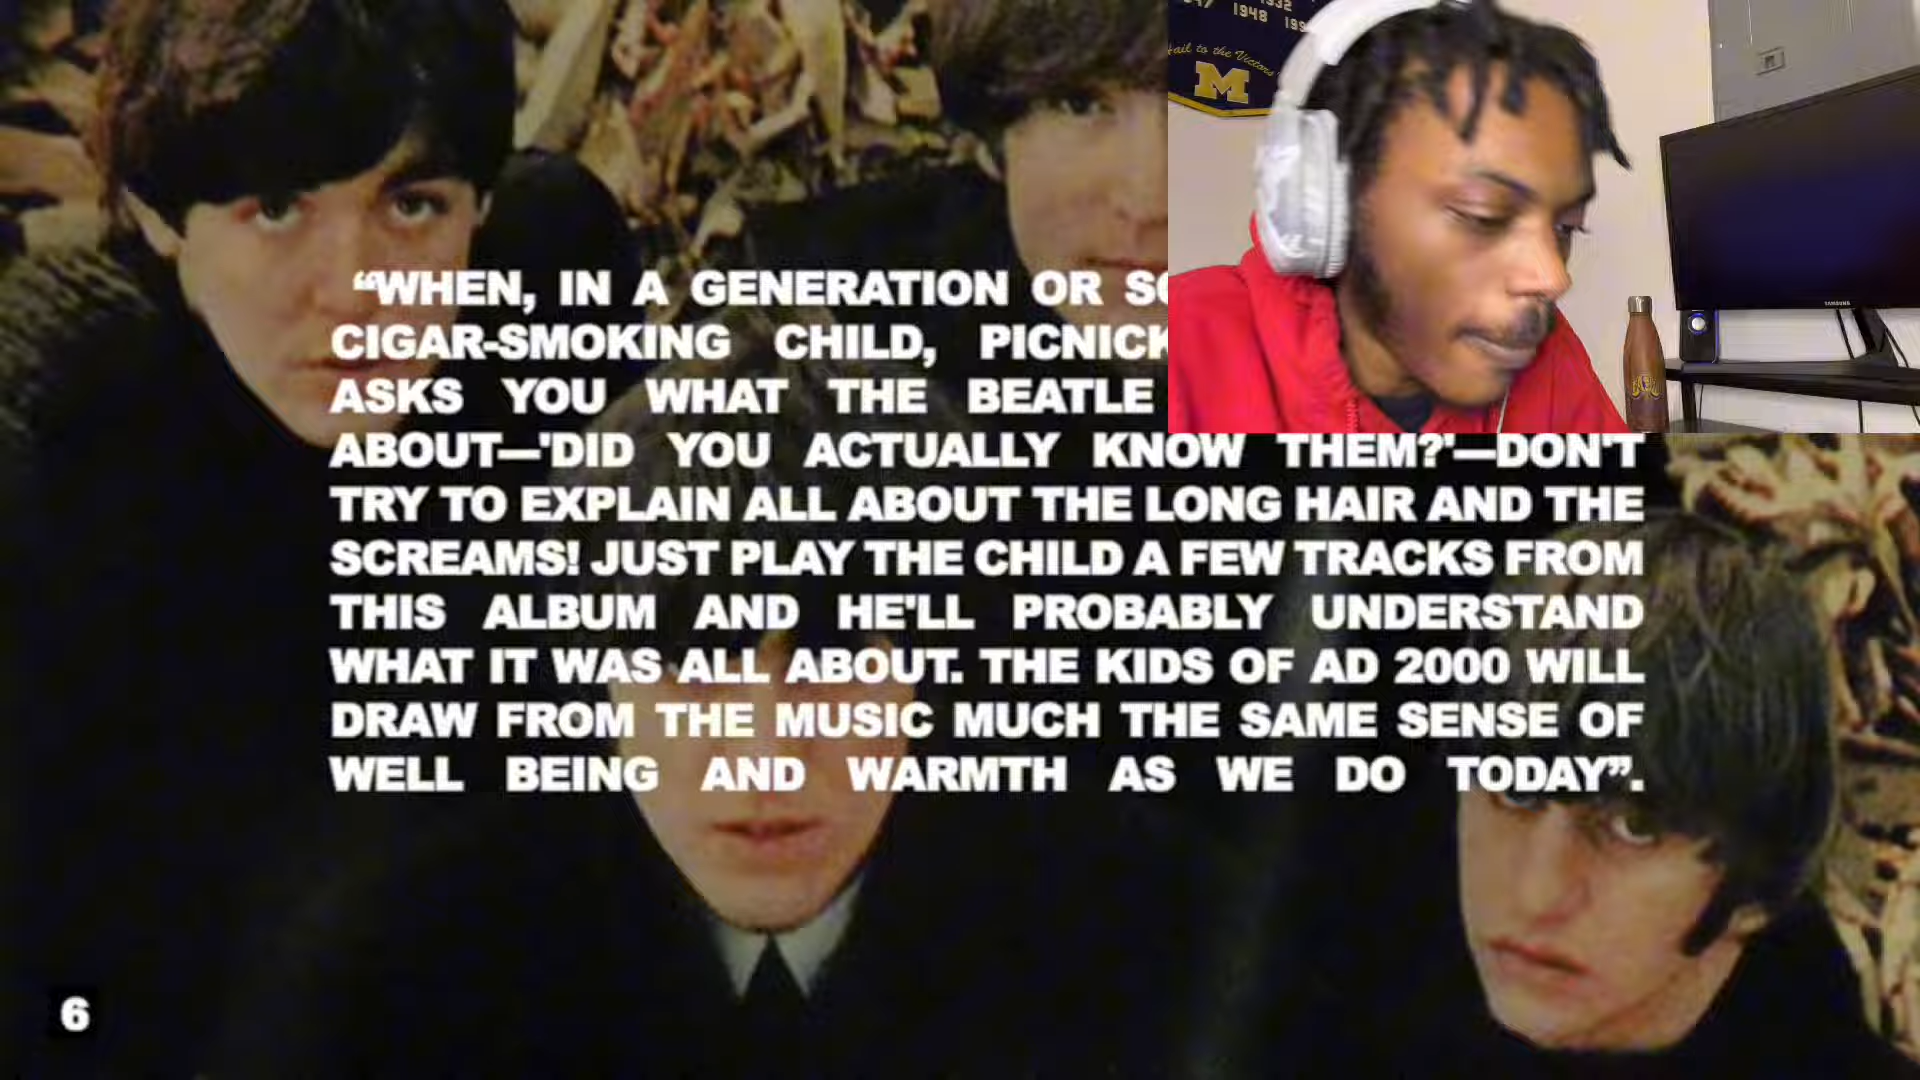 1948
ail to the Victors
M
“WHEN, IN A GENERATION OR
CIGAR-SMOKING CHILD,
ASKS YOU WHAT THE BEATLE
ABOUT—'DID YOU ACTUALLY KNOW THEM?'—DON'T
TRY TO EXPLAIN ALL ABOUT THE LONG HAIR AND THE
SCREAMS! JUST PLAY THE CHILD A FEW TRACKS FROM
THIS ALBUM AND HE'LL PROBABLY UNDERSTAND
WHAT IT WAS ALL ABOUT. THE KIDS OF AD 2000 WILL
DRAW FROM THE MUSIC MUCH THE SAME SENSE OF
WELL BEING AND WARMTH AS WE DO TODAY”.
SAMSUNG
6